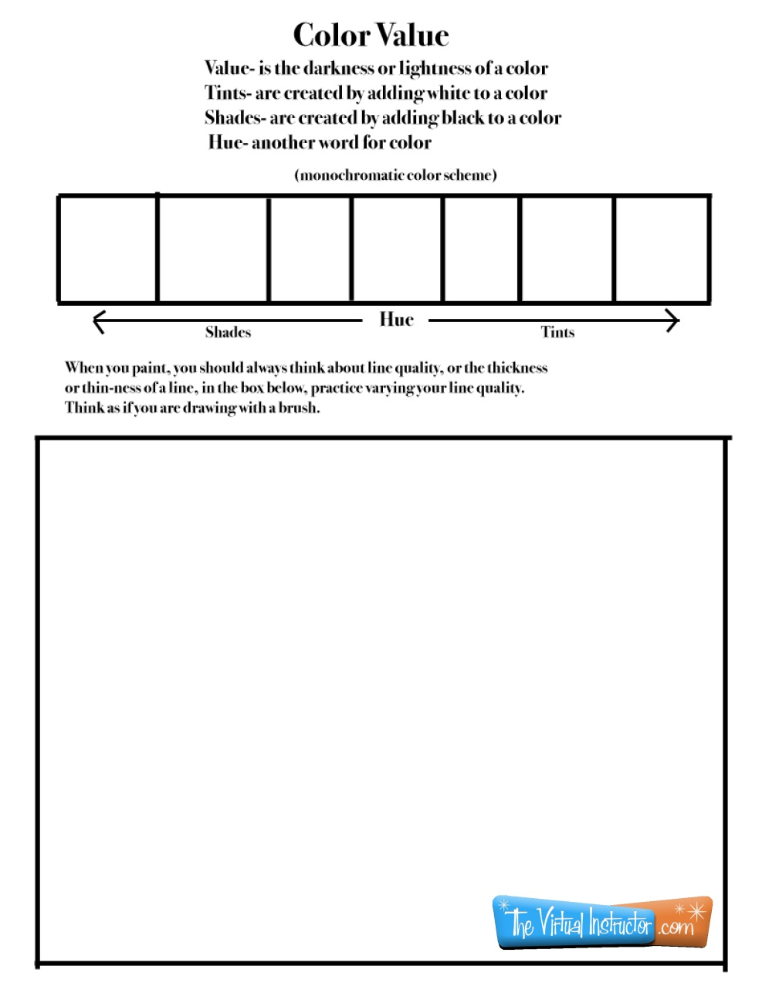 Color Value
Value- is the darkness or lightness of a color
Tints- are created by adding white to a color
Shades- are created by adding black to a color
Hue- another word for color
(monochromatic color scheme)
Hue
Shades
Tints
When you paint, you should always think about line quality, or the thickness
or thin-ness of a line, in the box below, practice varying your line quality.
Think as if you are drawing with a brush.
The Virtual Instructor.com